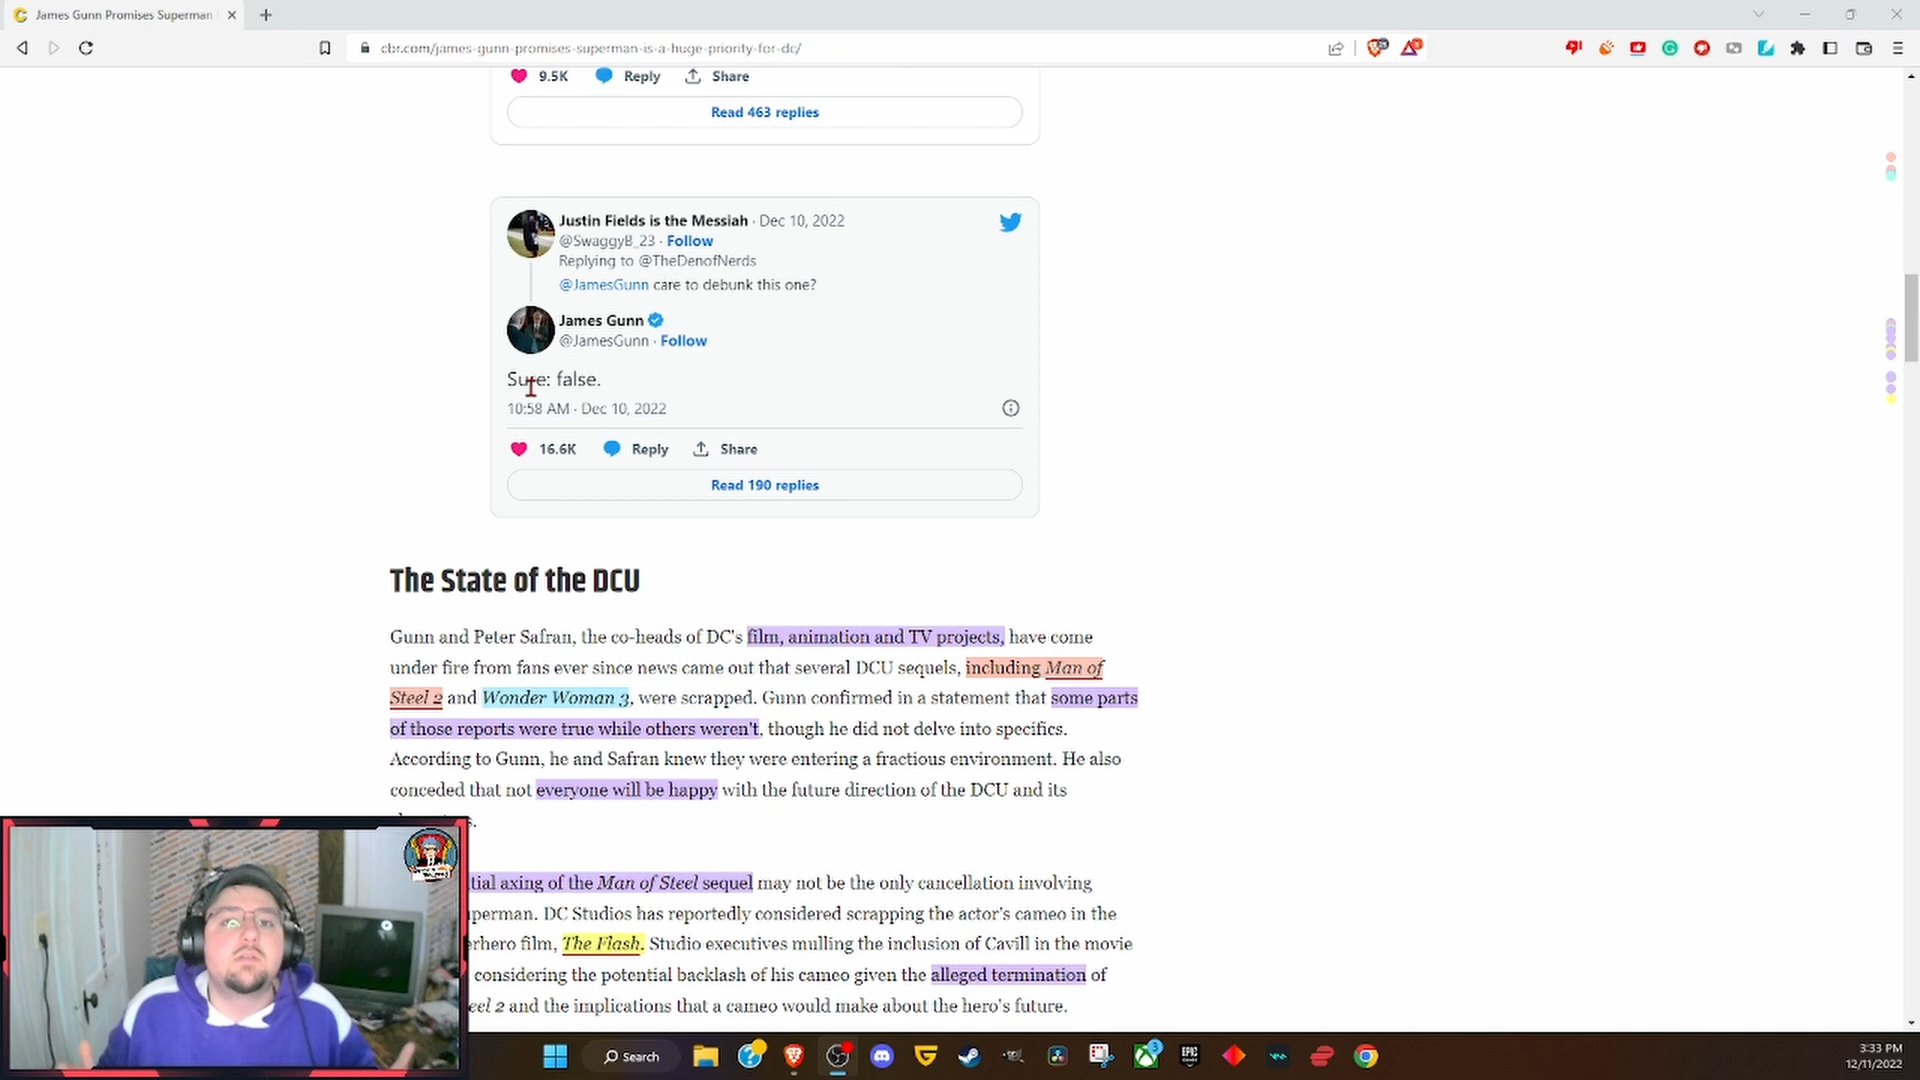 James Gunn Promises Superman
cbr.com/james-gunn-promises-superman-is-a-huge-priority-for-dc/
9.5K Reply Share
Read 463 replies
Justin Fields is the Messiah · Dec 10, 2022
@SwaggyB_23 · Follow
Replying to @TheDenofNerds
@JamesGunn care to debunk this one?
James Gunn
@JamesGunn · Follow
Sure: false.
10:58 AM · Dec 10, 2022
16.6K Reply Share
Read 190 replies
The State of the DCU
Gunn and Peter Safran, the co-heads of DC's film, animation and TV projects, have come
under fire from fans ever since news came out that several DCU sequels, including Man of
Steel 2 and Wonder Woman 3, were scrapped. Gunn confirmed in a statement that some parts
of those reports were true while others weren't, though he did not delve into specifics.
According to Gunn, he and Safran knew they were entering a fractious environment. He also
conceded that not everyone will be happy with the future direction of the DCU and its
axing of the Man of Steel sequel may not be the only cancellation involving
DC Studios has reportedly considered scrapping the actor's cameo in the
film, The Flash. Studio executives mulling the inclusion of Cavill in the movie
considering the potential backlash of his cameo given the alleged termination of
2 and the implications that a cameo would make about the hero's future.
Search
EPIC
3
3:33 PM
12/11/2022